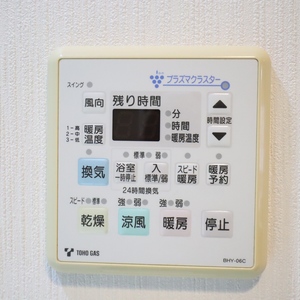 プラズマクラスター
スイング
風向
残り時間
分
時間
暖房温度
時間設定
1-高
2-中
3-低
暖房
温度
標準 弱
換気
浴室
一時停止
入
標準/弱
スピード
暖房
暖房
予約
24時間換気
スピード 標準 強 弱 強 弱
乾燥
涼風
暖房
停止
TOHO GAS
BHY-06C